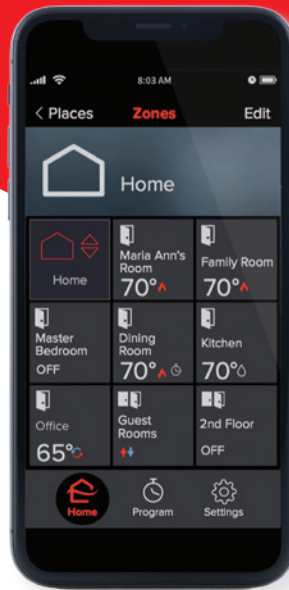 8:03 AM
< Places Zones Edit
Home
Home
Maria Ann's
Room
70°
Family Room
70°
Master
Bedroom
OFF
Dining
Room
70°
Kitchen
70°
Office
65°
Guest
Rooms
2nd Floor
OFF
Home Program Settings